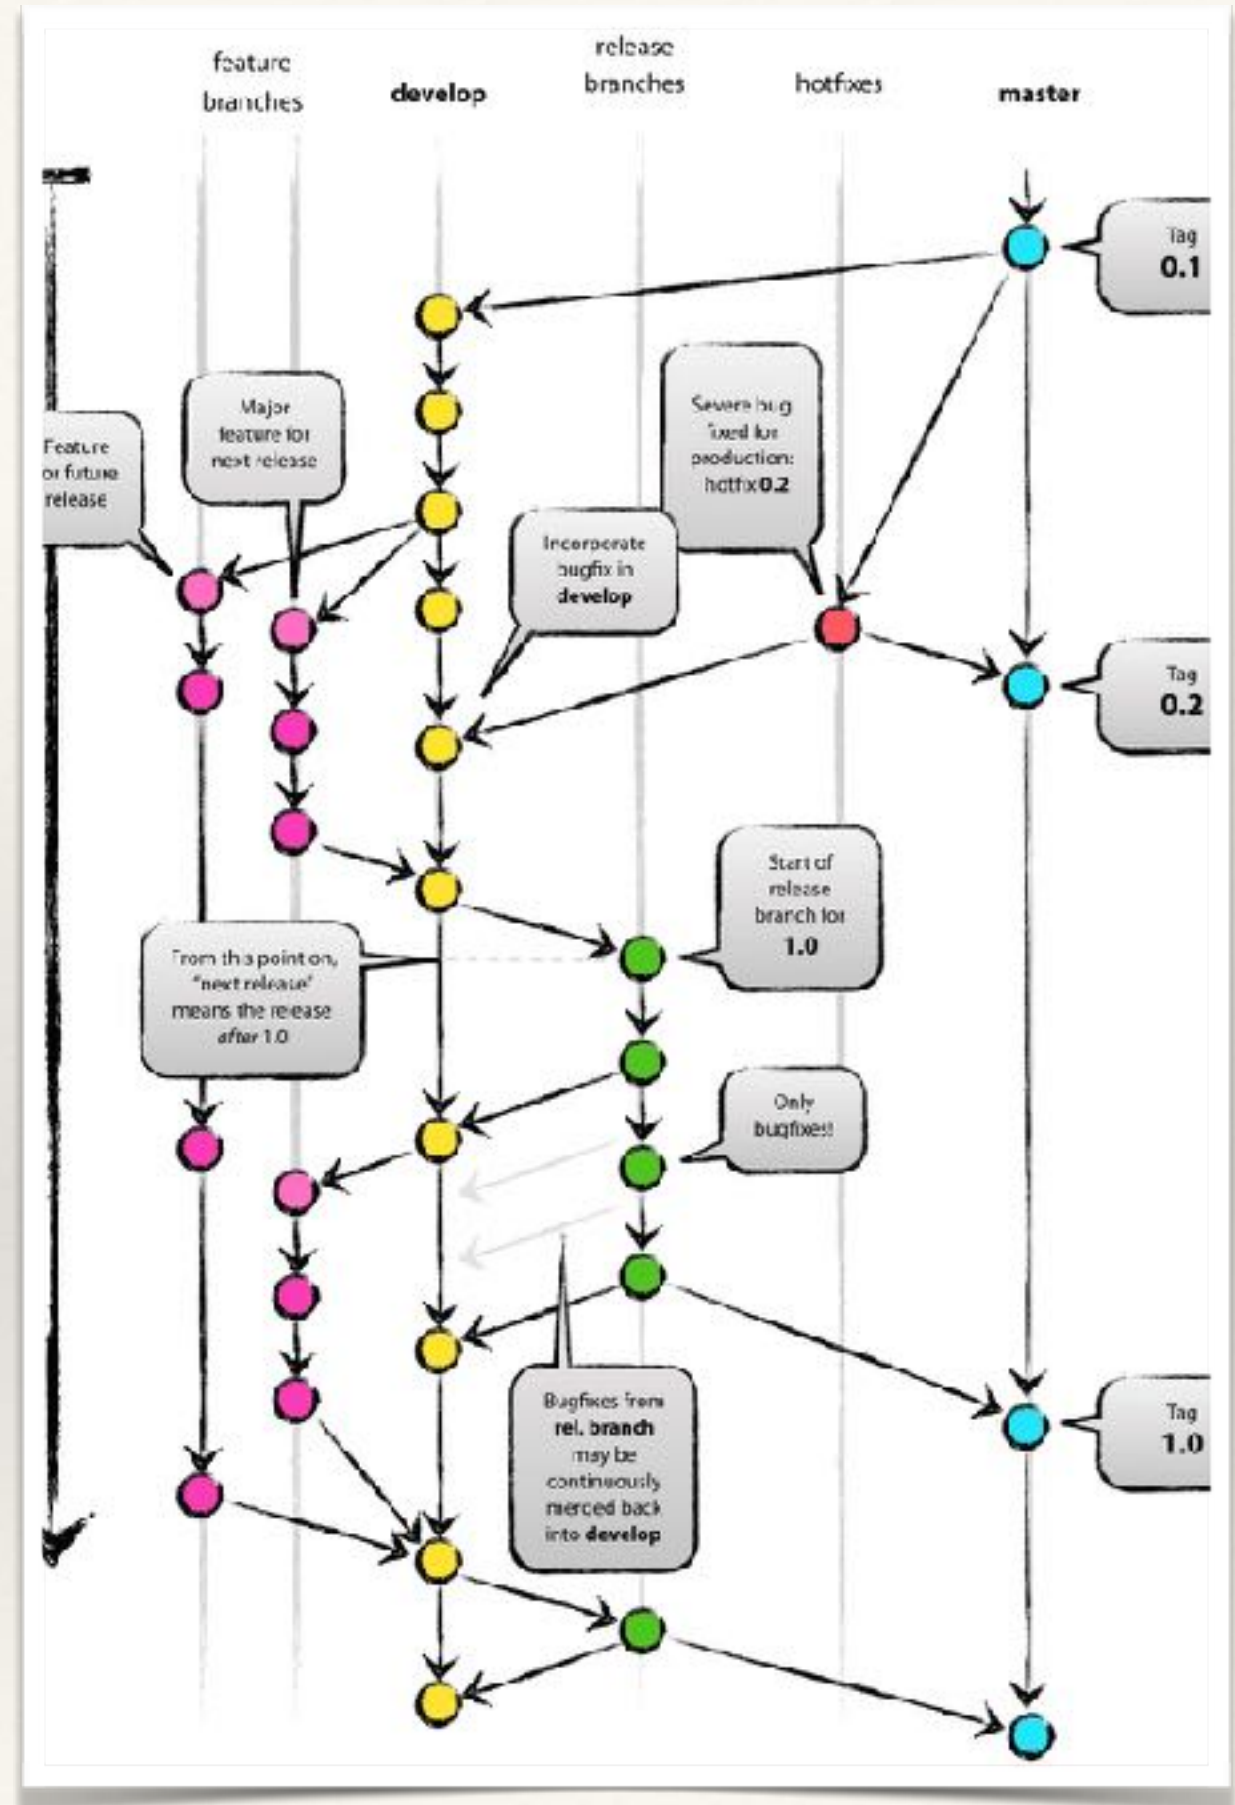 feature
branches
develop
release
branches
hotfixes
master
Tag
0.1
Major
feature for
next release
Feature
or future
release
Severe bug
fixed for
production:
hotfix 0.2
Incorporate
bugfix in
develop
Tag
0.2
Start of
release
branch for
1.0
From this point on,
"next release"
means the release
after 1.0
Only
bugfixes!
Bugfixes from
rel. branch
may be
continuously
merged back
into develop
Tag
1.0